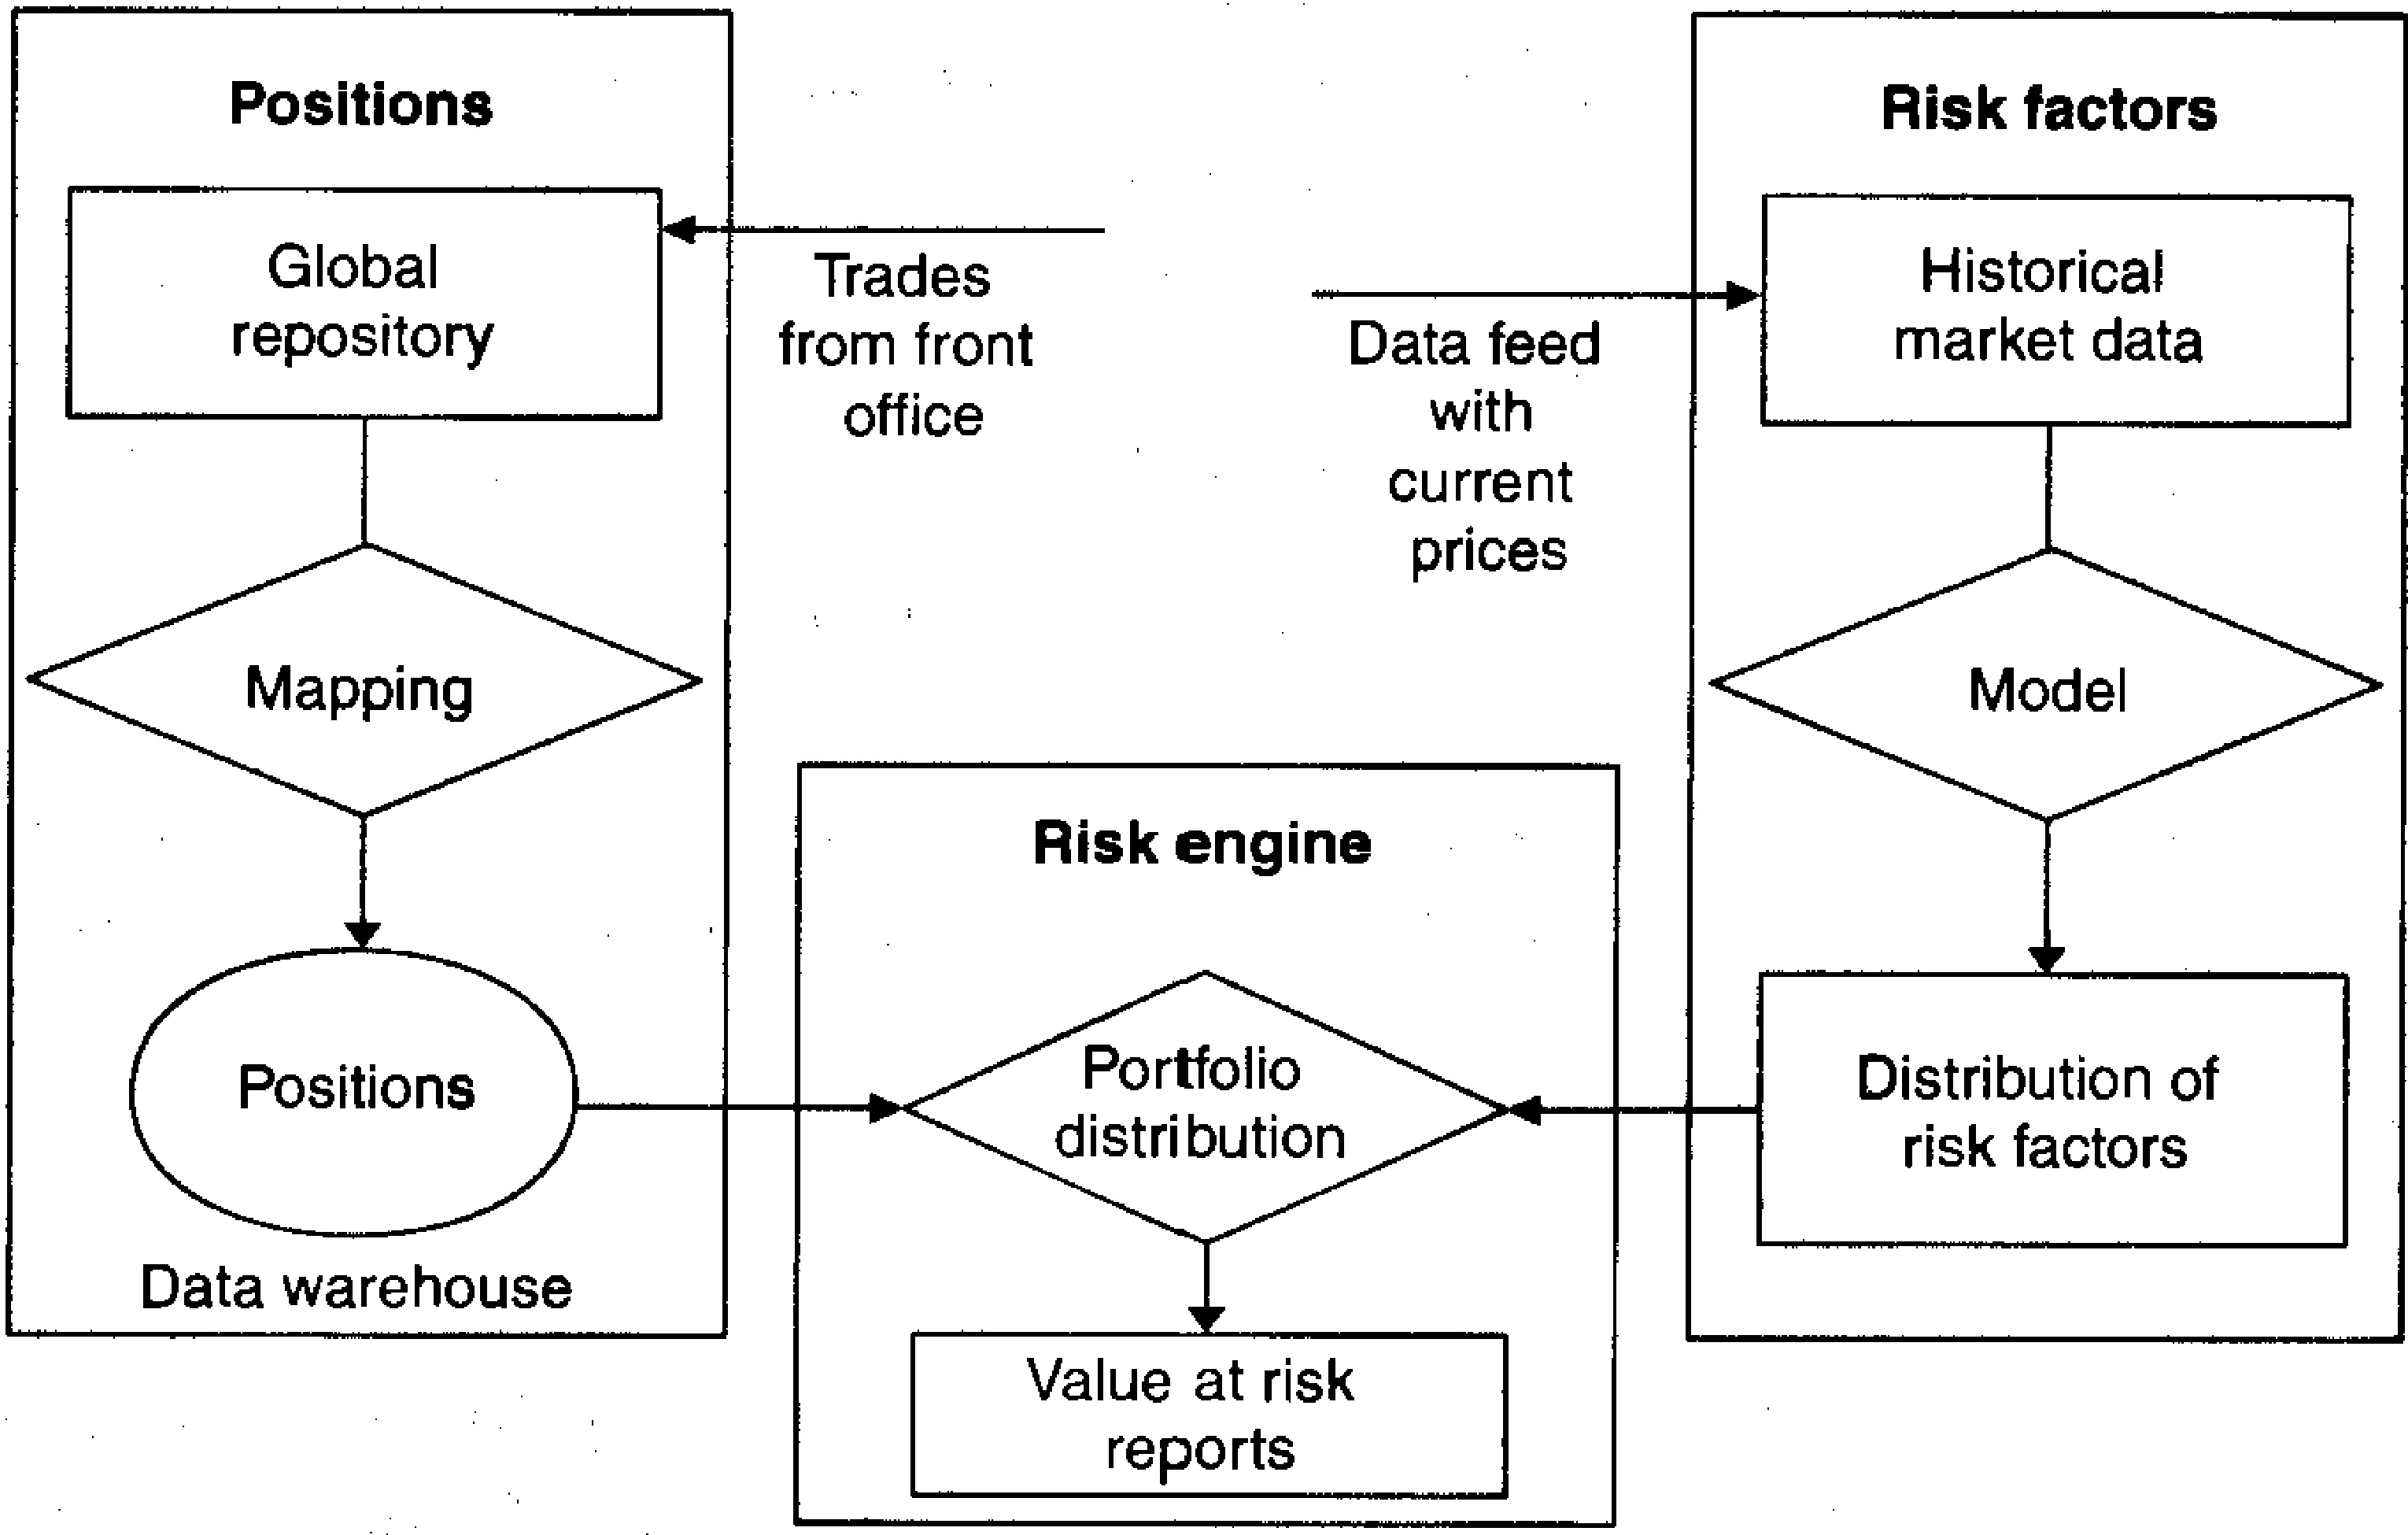 Positions
Global
repository
Trades
from front
office
Mapping
Positions
Data warehouse
Risk factors
Historical
market data
Data feed
with
current
prices
Model
Distribution of
risk factors
Risk engine
Portfolio
distribution
Value at risk
reports